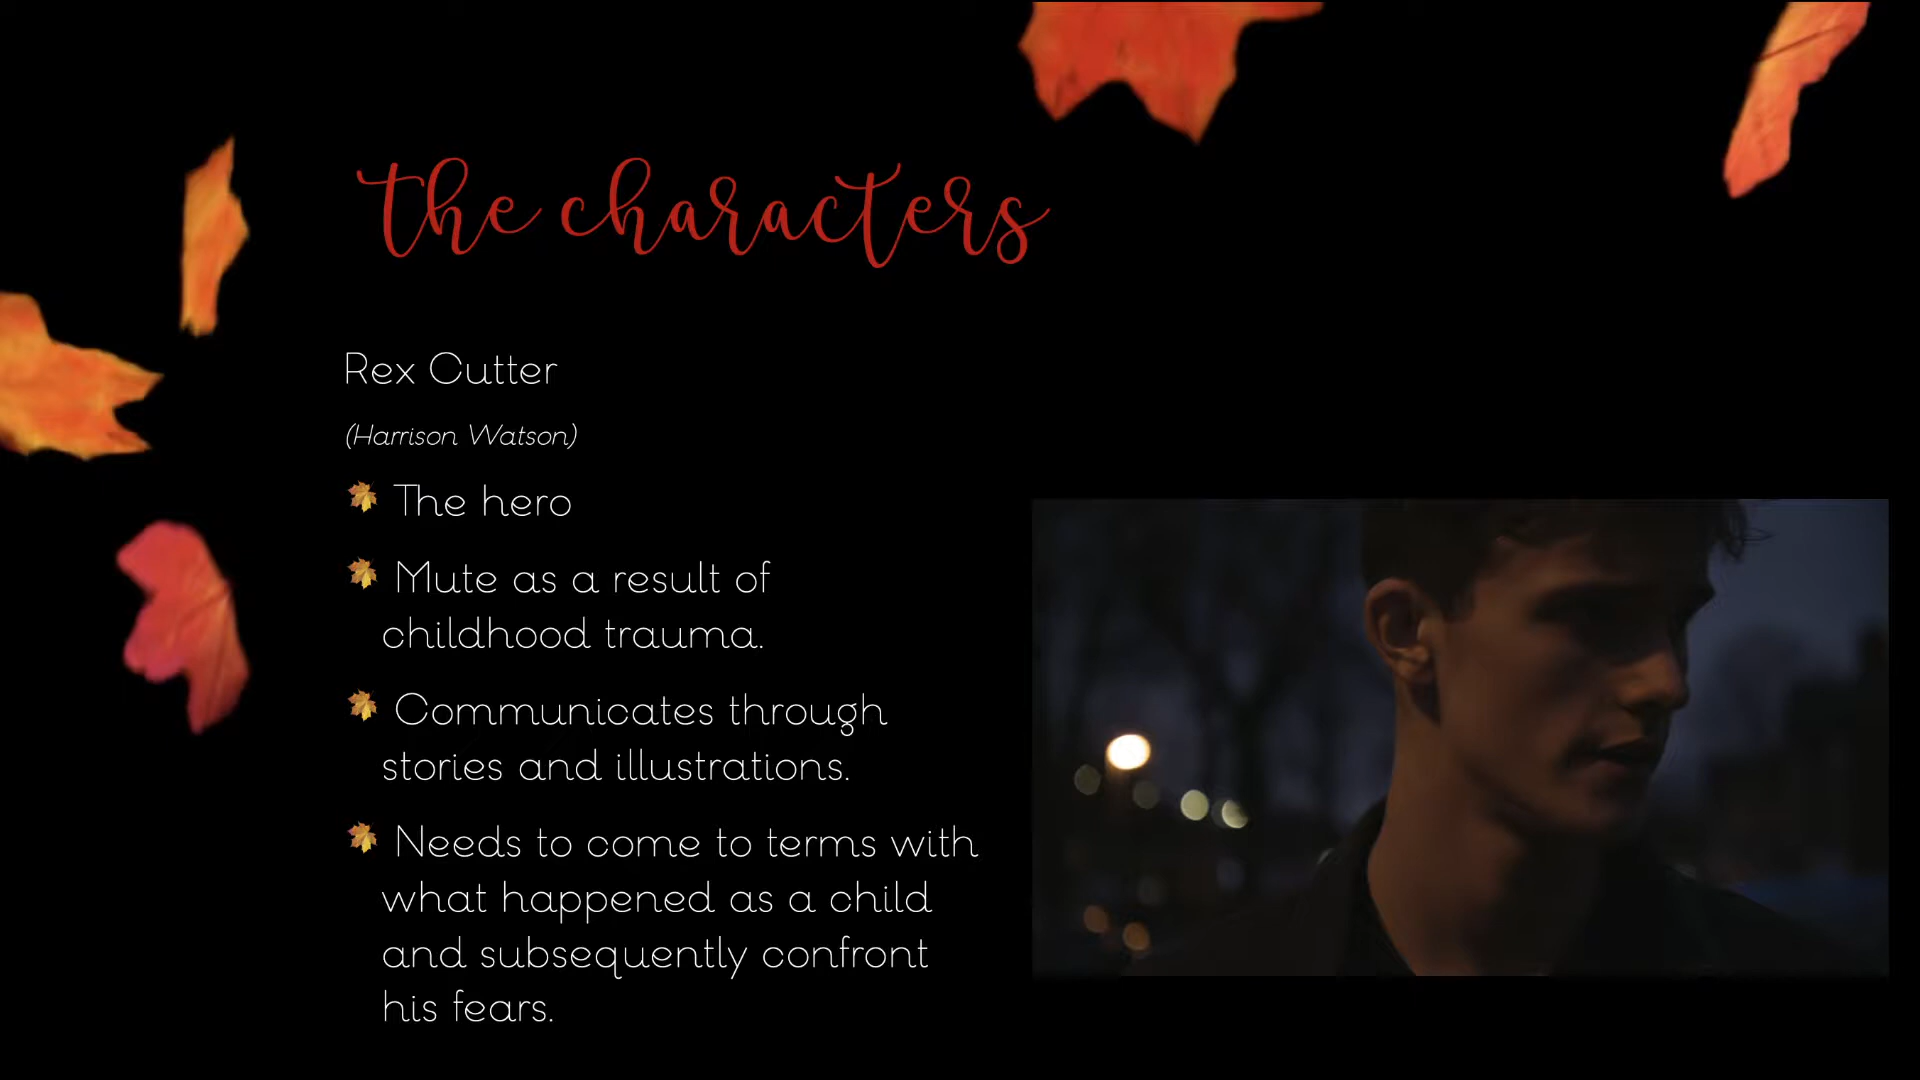 the characters
Rex Cutter
(Harrison Watson)
The hero
Mute as a result of
childhood trauma.
Communicates through
stories and illustrations.
Needs to come to terms with
what happened as a child
and subsequently confront
his fears.